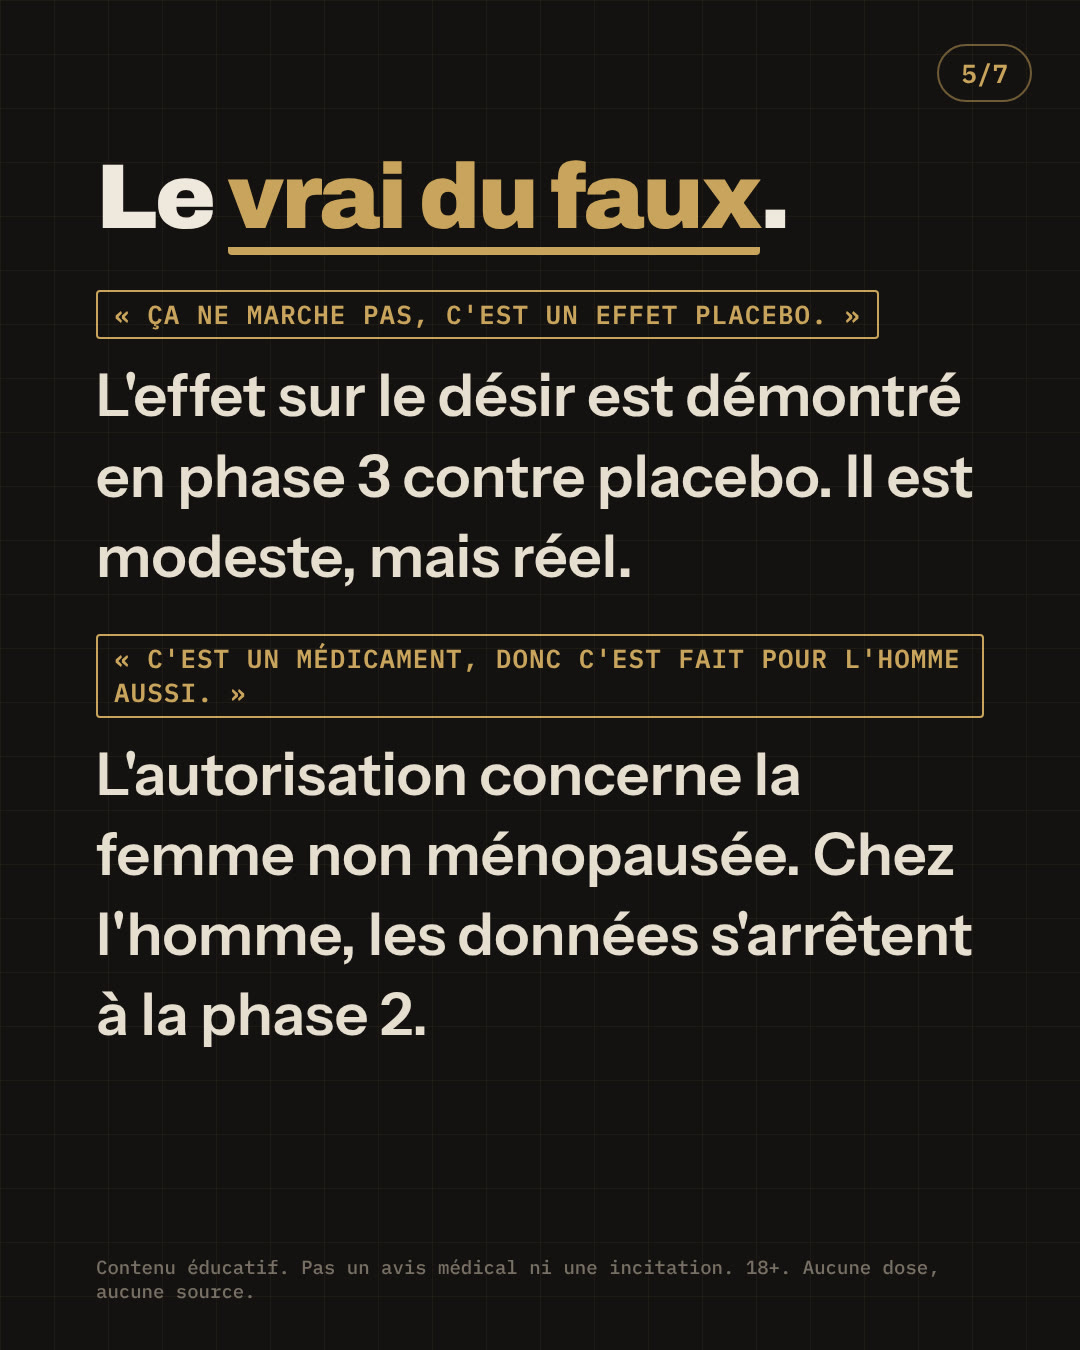 5/7
Le vrai du faux.
« ÇA NE MARCHE PAS, C'EST UN EFFET PLACEBO. »
L'effet sur le désir est démontré
en phase 3 contre placebo. Il est
modeste, mais réel.
« C'EST UN MÉDICAMENT, DONC C'EST FAIT POUR L'HOMME
AUSSI. »
L'autorisation concerne la
femme non ménopausée. Chez
l'homme, les données s'arrêtent
à la phase 2.
Contenu éducatif. Pas un avis médical ni une incitation. 18+. Aucune dose,
aucune source.